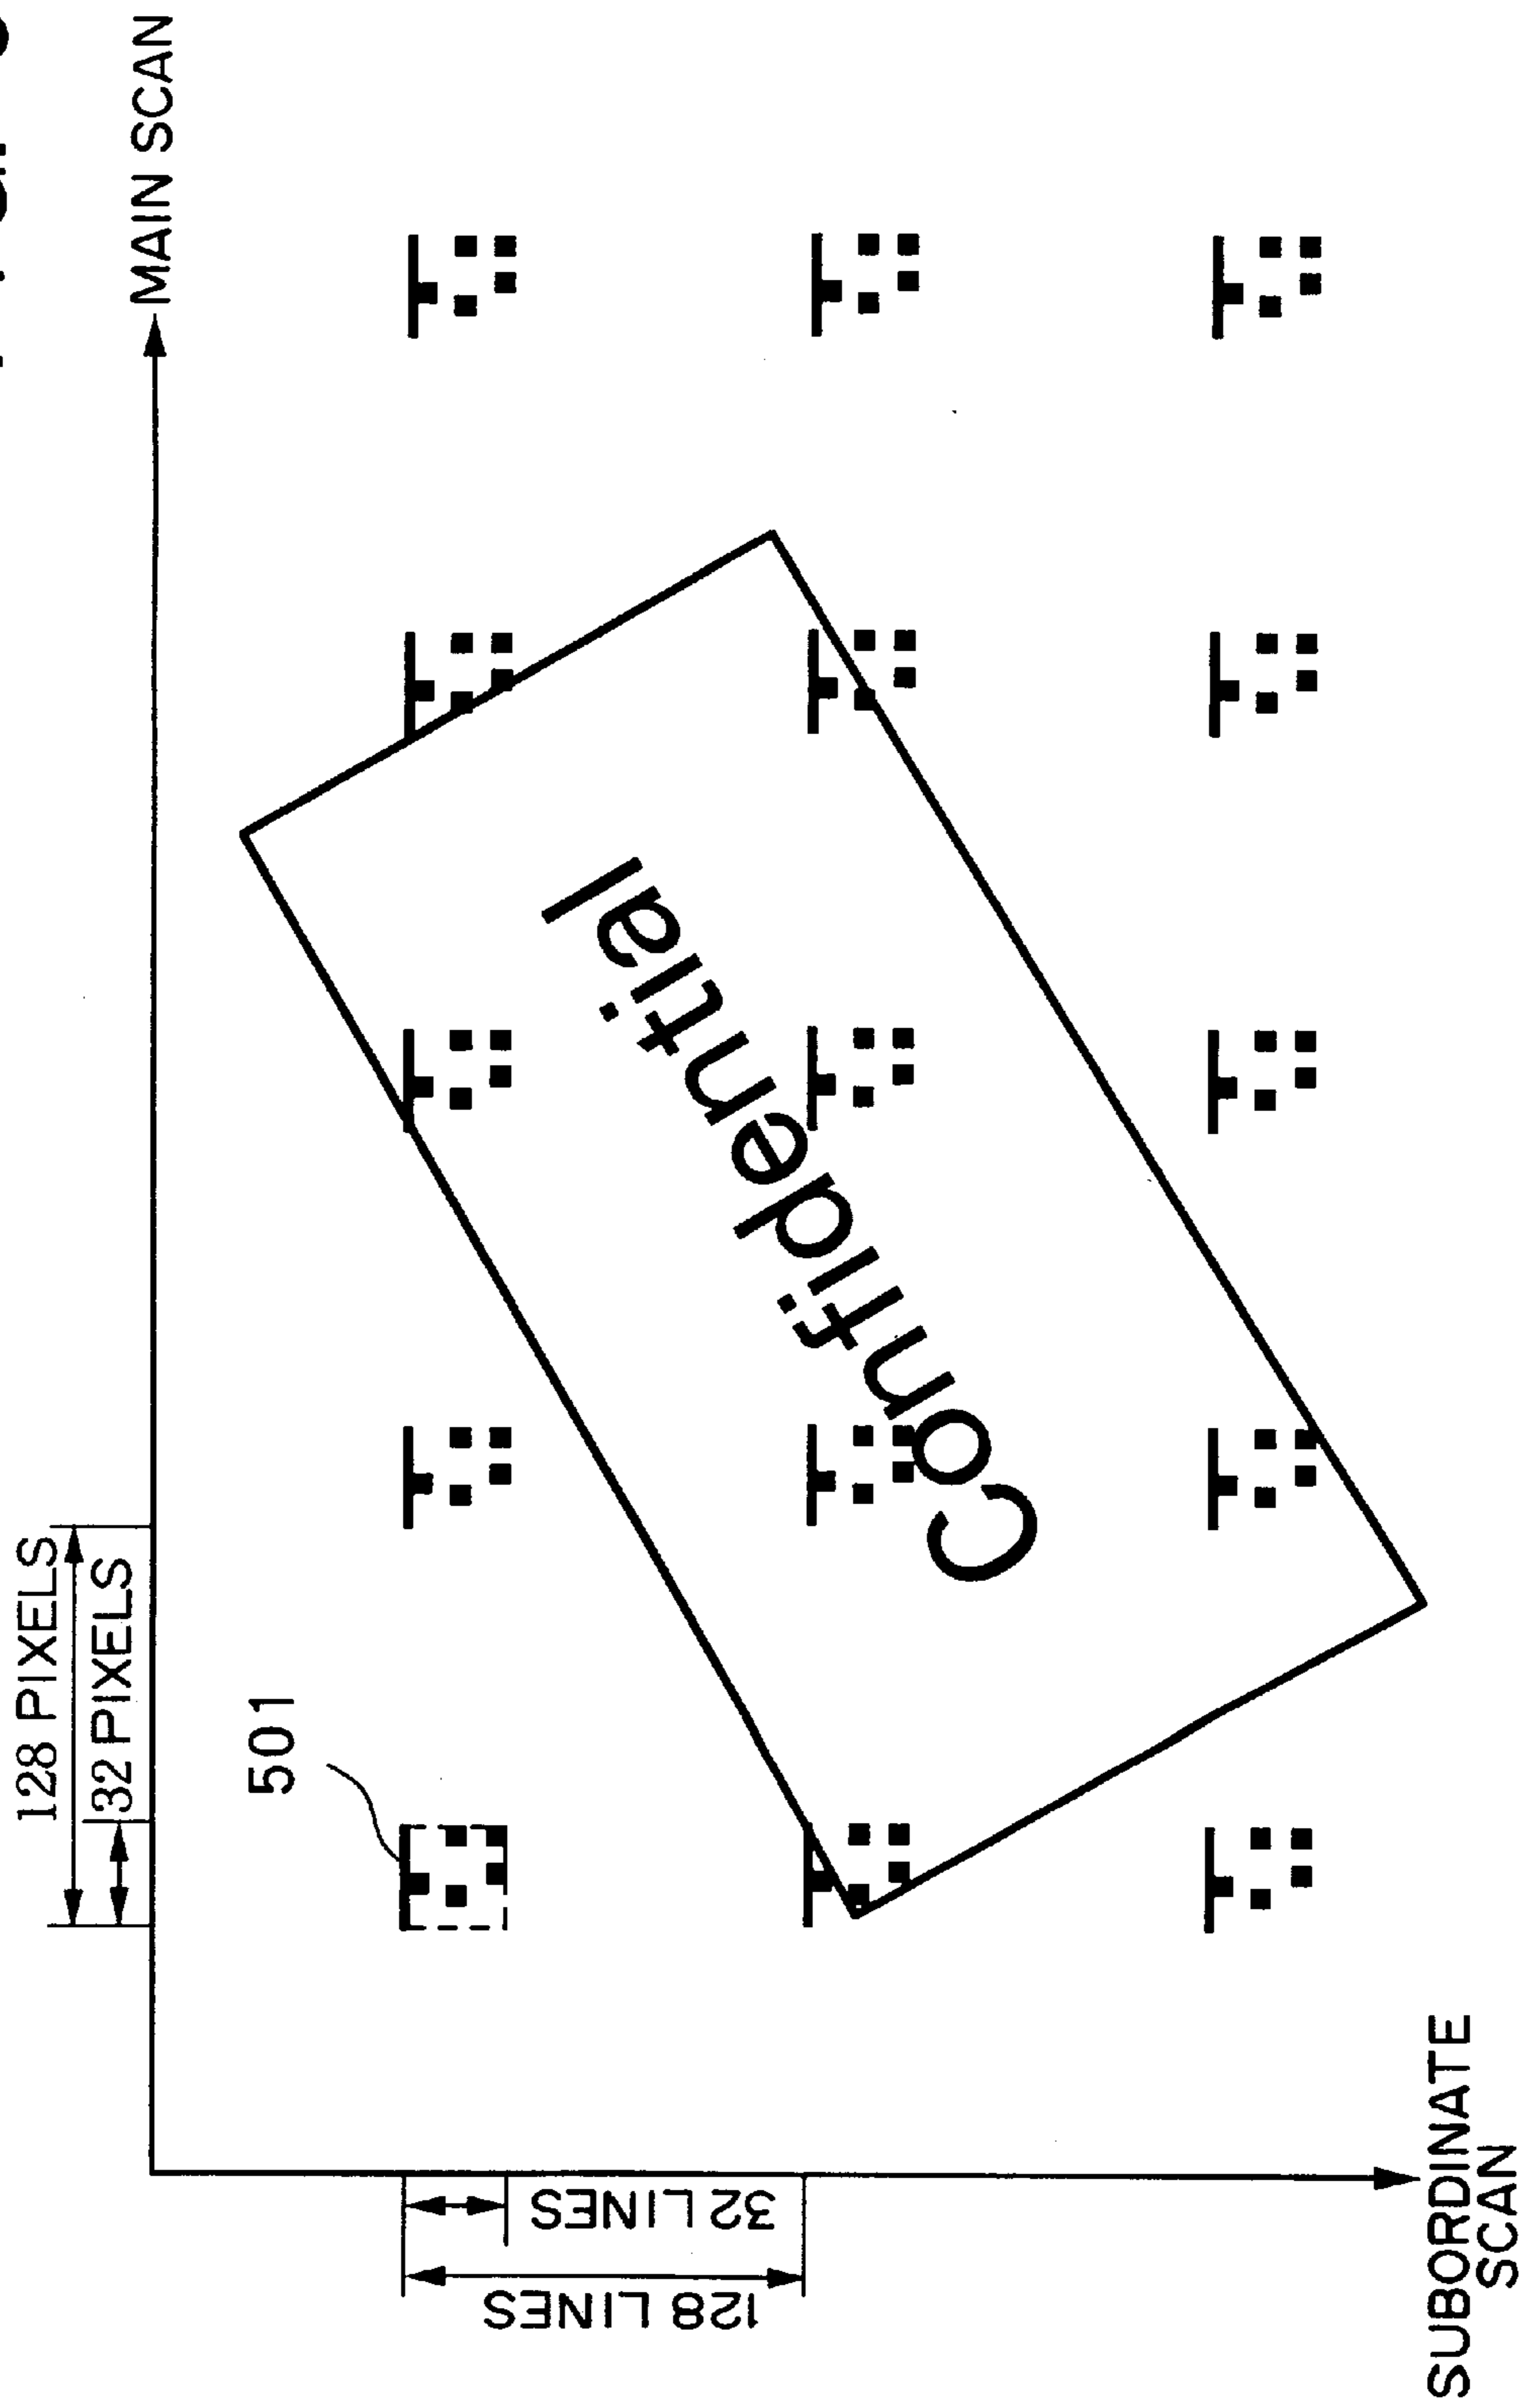 MAIN SCAN
128 PIXELS
32 PIXELS
501
Confidential
32 LINES
128 LINES
SUBORDINATE
SCAN